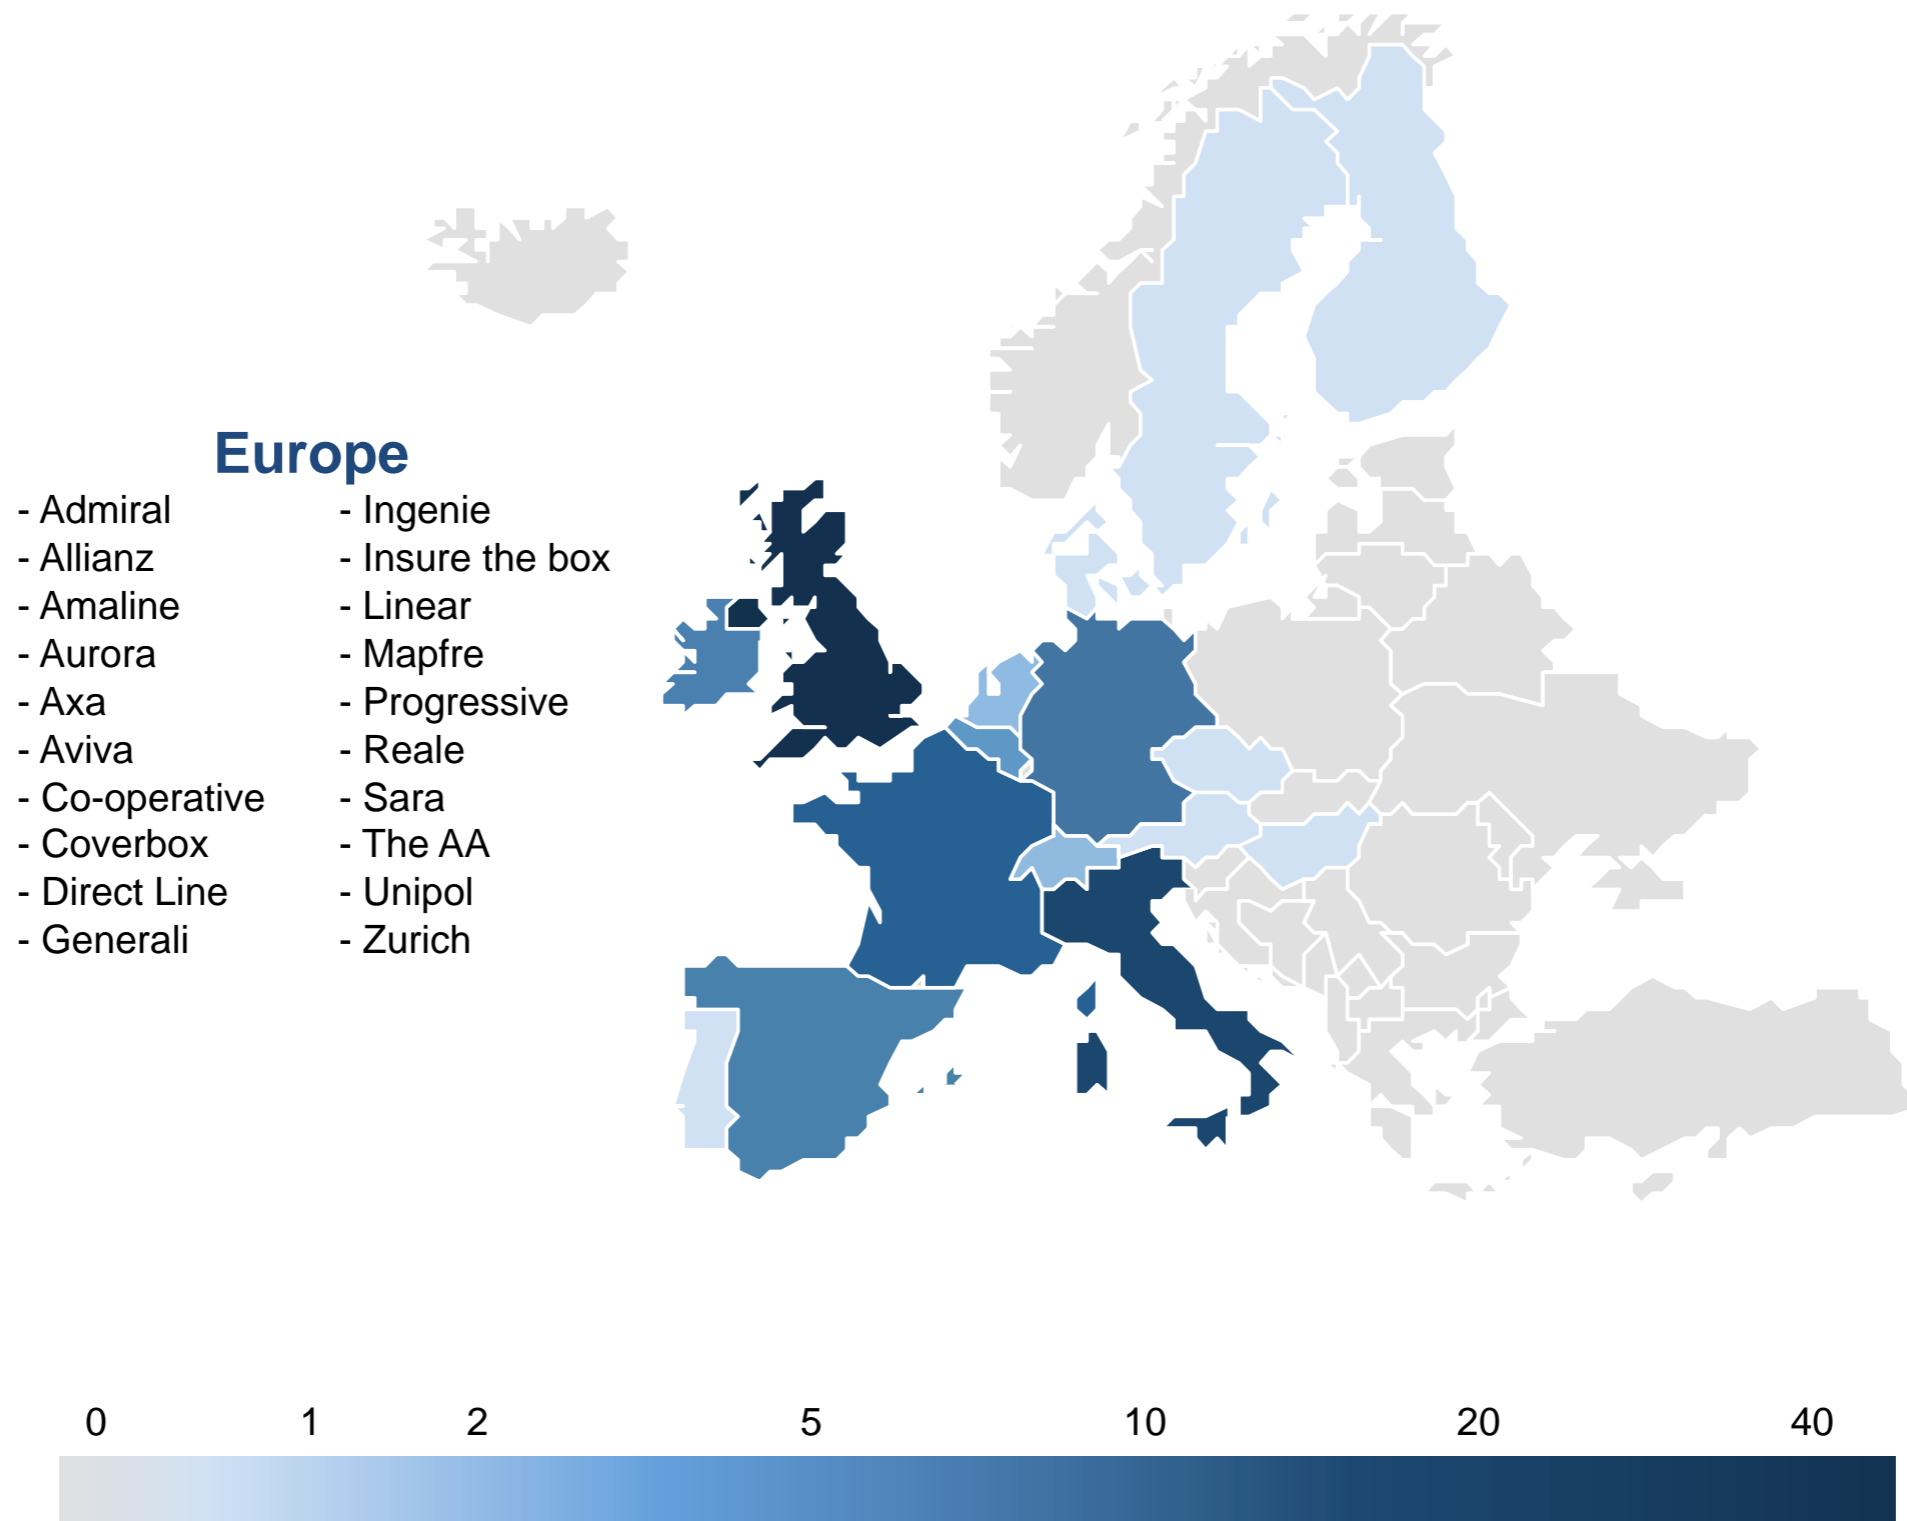 Europe
- Admiral
- Allianz
- Amaline
- Aurora
- Axa
- Aviva
- Co-operative
- Coverbox
- Direct Line
- Generali
- Ingenie
- Insure the box
- Linear
- Mapfre
- Progressive
- Reale
- Sara
- The AA
- Unipol
- Zurich
0 1 2 5 10 20 40